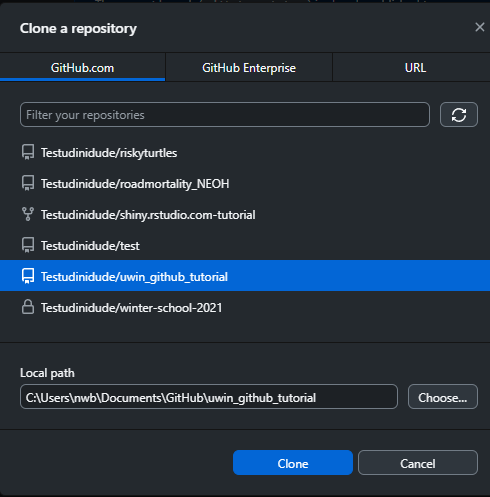 Clone a repository
GitHub.com GitHub Enterprise URL
Filter your repositories
Testudinidude/riskyturtles
Testudinidude/roadmortality_NEOH
Testudinidude/shiny.rstudio.com-tutorial
Testudinidude/test
Testudinidude/uwin_github_tutorial
Testudinidude/winter-school-2021
Local path
C:\Users\nwb\Documents\GitHub\uwin_github_tutorial Choose...
Clone Cancel